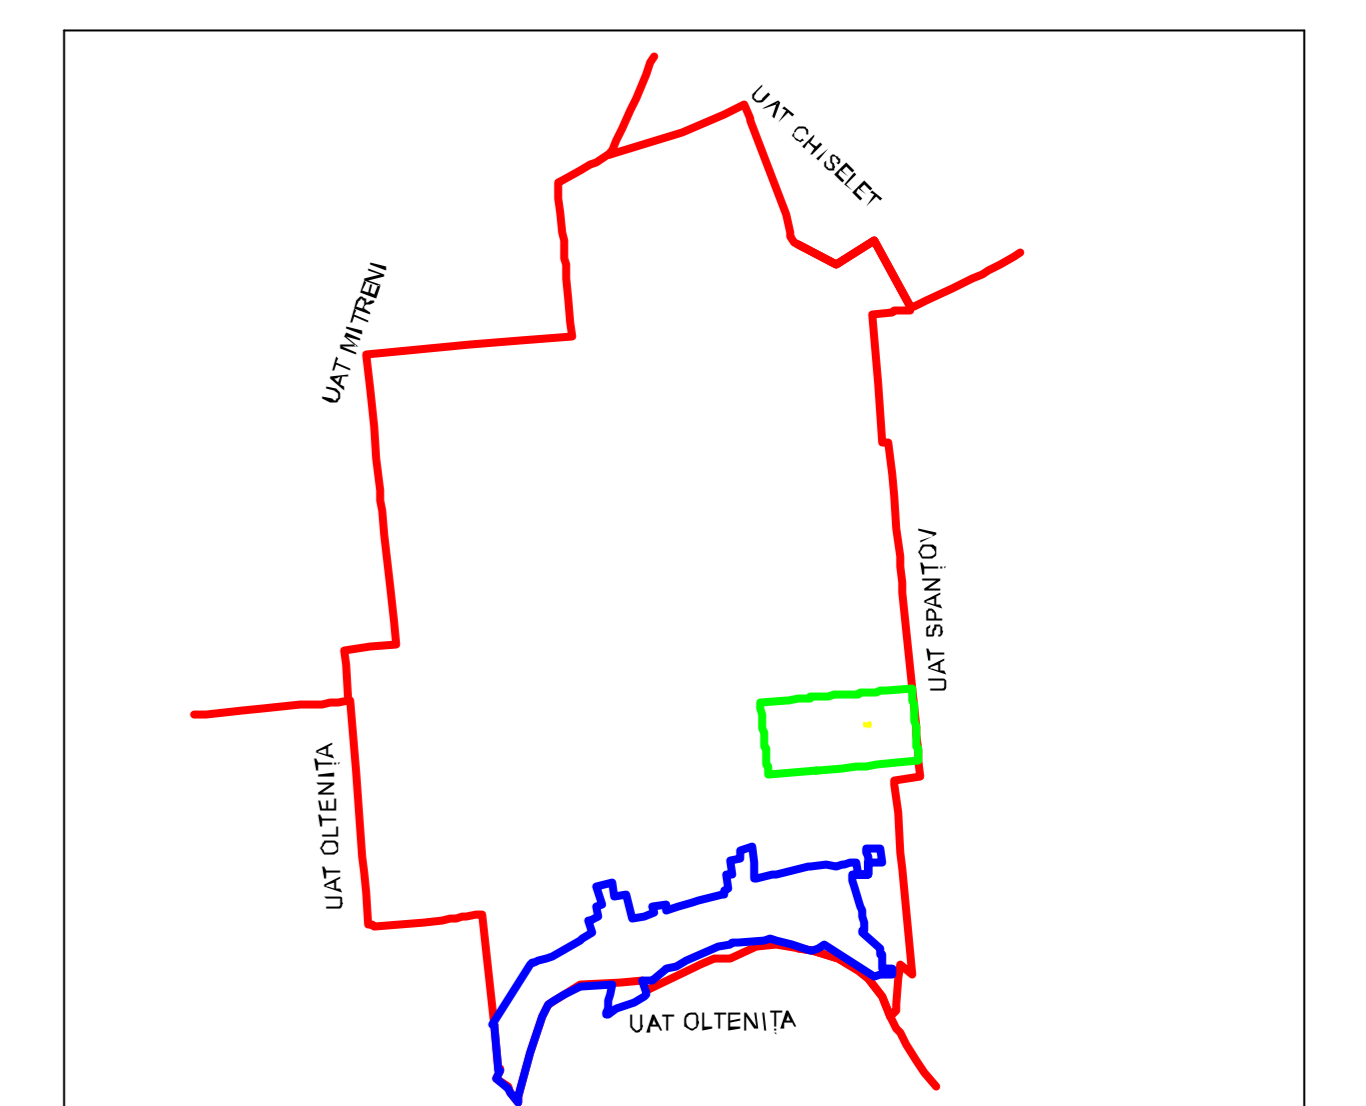 UAT CHISELET
UAT MITRENI
UAT SPANȚOV
UAT OLTENIȚA
UAT OLTENIȚA